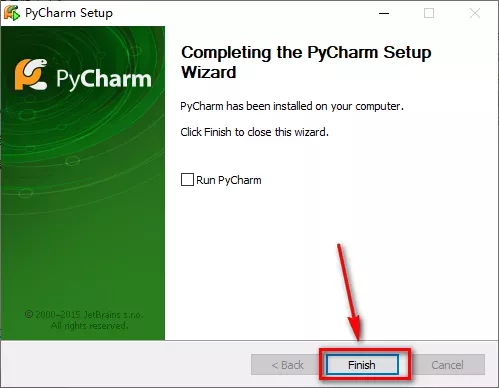 PyCharm Setup
PyCharm
Completing the PyCharm Setup
Wizard
PyCharm has been installed on your computer.
Click Finish to close this wizard.
Run PyCharm
© 2000-2015 JetBrains s.r.o.
All rights reserved.
< Back
Finish
Cancel